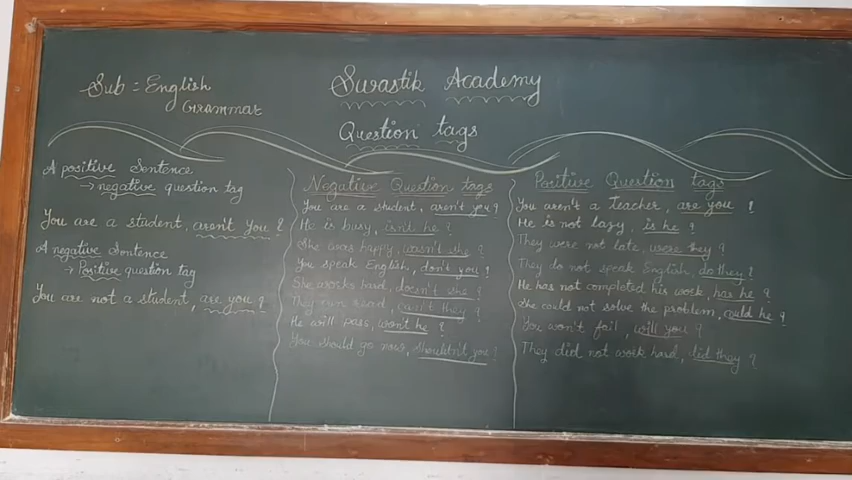 Sub = English
Grammar
Swastik Academy
Question tags
A positive Sentence
→ negative question tag
You are a student, aren't you?
A negative Sentence
→ Positive question tag
You are not a student, are you?
Negative Question tags
You are a student, aren't you?
He is busy, isn't he?
She was happy, wasn't she?
You speak English, don't you?
She works hard, doesn't she?
They can read, can't they?
He will pass, won't he?
You should go now, shouldn't you?
Positive Question tags
You aren't a Teacher, are you?
He is not lazy, is he?
They were not late, were they?
They do not speak English, do they?
He has not completed his work, has he?
She could not solve the problem, could he?
You won't fail, will you?
They did not work hard, did they?